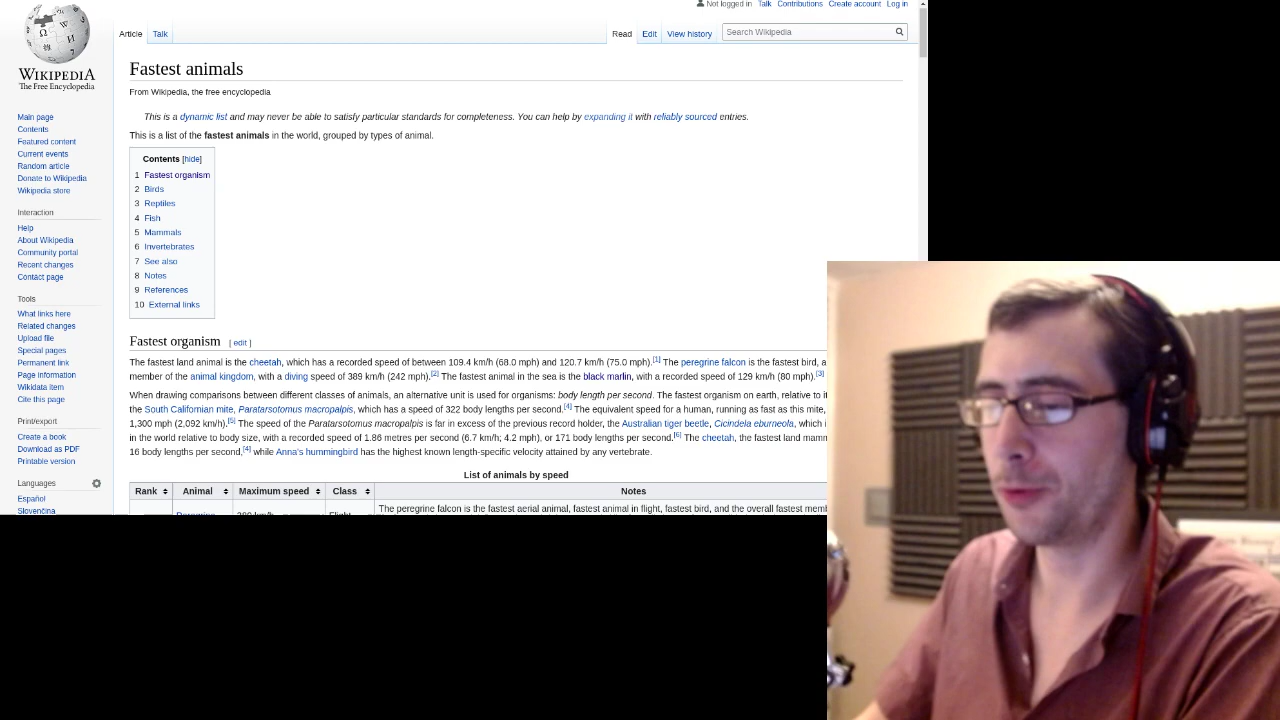 Not logged in Talk Contributions Create account Log in
Article Talk Read Edit View history Search Wikipedia
WIKIPEDIA
The Free Encyclopedia
Main page
Contents
Featured content
Current events
Random article
Donate to Wikipedia
Wikipedia store
Interaction
Help
About Wikipedia
Community portal
Recent changes
Contact page
Tools
What links here
Related changes
Upload file
Special pages
Permanent link
Page information
Wikidata item
Cite this page
Print/export
Create a book
Download as PDF
Printable version
Languages
Español
Slovenčina
Fastest animals
From Wikipedia, the free encyclopedia
This is a dynamic list and may never be able to satisfy particular standards for completeness. You can help by expanding it with reliably sourced entries.
This is a list of the fastest animals in the world, grouped by types of animal.
Contents [hide]
1 Fastest organism
2 Birds
3 Reptiles
4 Fish
5 Mammals
6 Invertebrates
7 See also
8 Notes
9 References
10 External links
Fastest organism [ edit ]
The fastest land animal is the cheetah, which has a recorded speed of between 109.4 km/h (68.0 mph) and 120.7 km/h (75.0 mph).[1] The peregrine falcon is the fastest bird, a
member of the animal kingdom, with a diving speed of 389 km/h (242 mph).[2] The fastest animal in the sea is the black marlin, with a recorded speed of 129 km/h (80 mph).[3]
When drawing comparisons between different classes of animals, an alternative unit is used for organisms: body length per second. The fastest organism on earth, relative to i
the South Californian mite, Paratarsotomus macropalpis, which has a speed of 322 body lengths per second.[4] The equivalent speed for a human, running as fast as this mite,
1,300 mph (2,092 km/h).[5] The speed of the Paratarsotomus macropalpis is far in excess of the previous record holder, the Australian tiger beetle, Cicindela eburneola, which i
in the world relative to body size, with a recorded speed of 1.86 metres per second (6.7 km/h; 4.2 mph), or 171 body lengths per second.[6] The cheetah, the fastest land mamm
16 body lengths per second,[4] while Anna's hummingbird has the highest known length-specific velocity attained by any vertebrate.
List of animals by speed
Rank Animal Maximum speed Class Notes
Peregrine 389 km/h Flight The peregrine falcon is the fastest aerial animal, fastest animal in flight, fastest bird, and the overall fastest memb